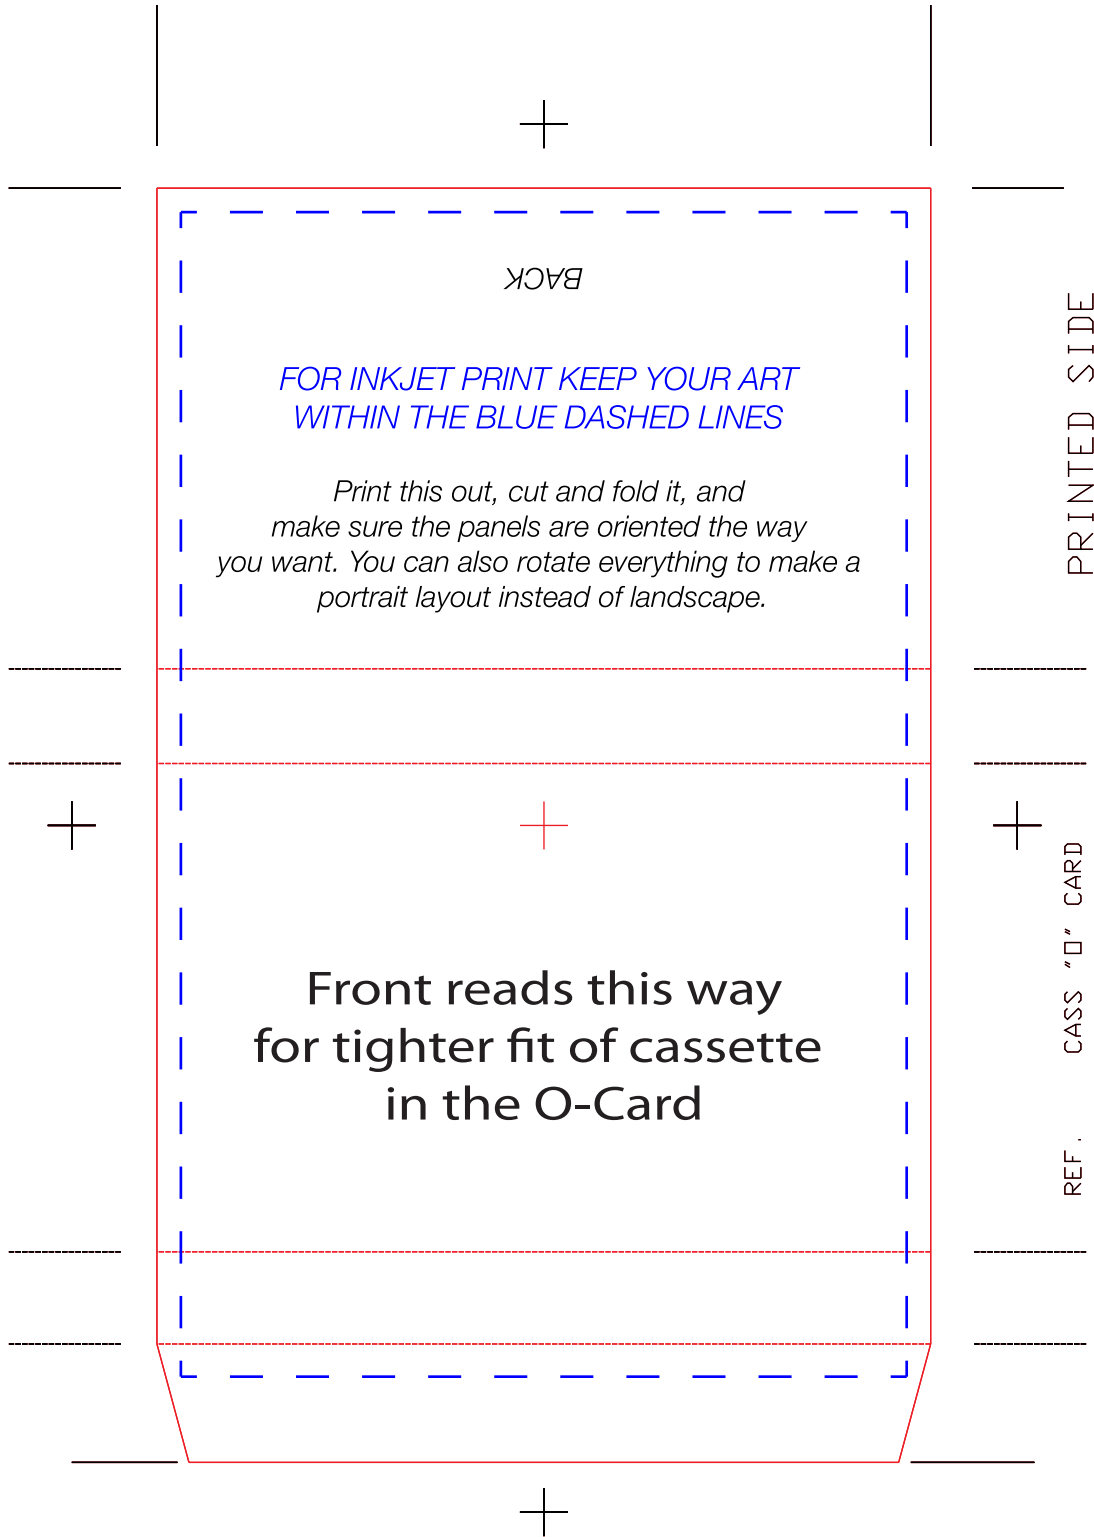 BACK
FOR INKJET PRINT KEEP YOUR ART
WITHIN THE BLUE DASHED LINES
Print this out, cut and fold it, and
make sure the panels are oriented the way
you want. You can also rotate everything to make a
portrait layout instead of landscape.
Front reads this way
for tighter fit of cassette
in the O-Card
PRINTED SIDE
REF. CASS "O" CARD